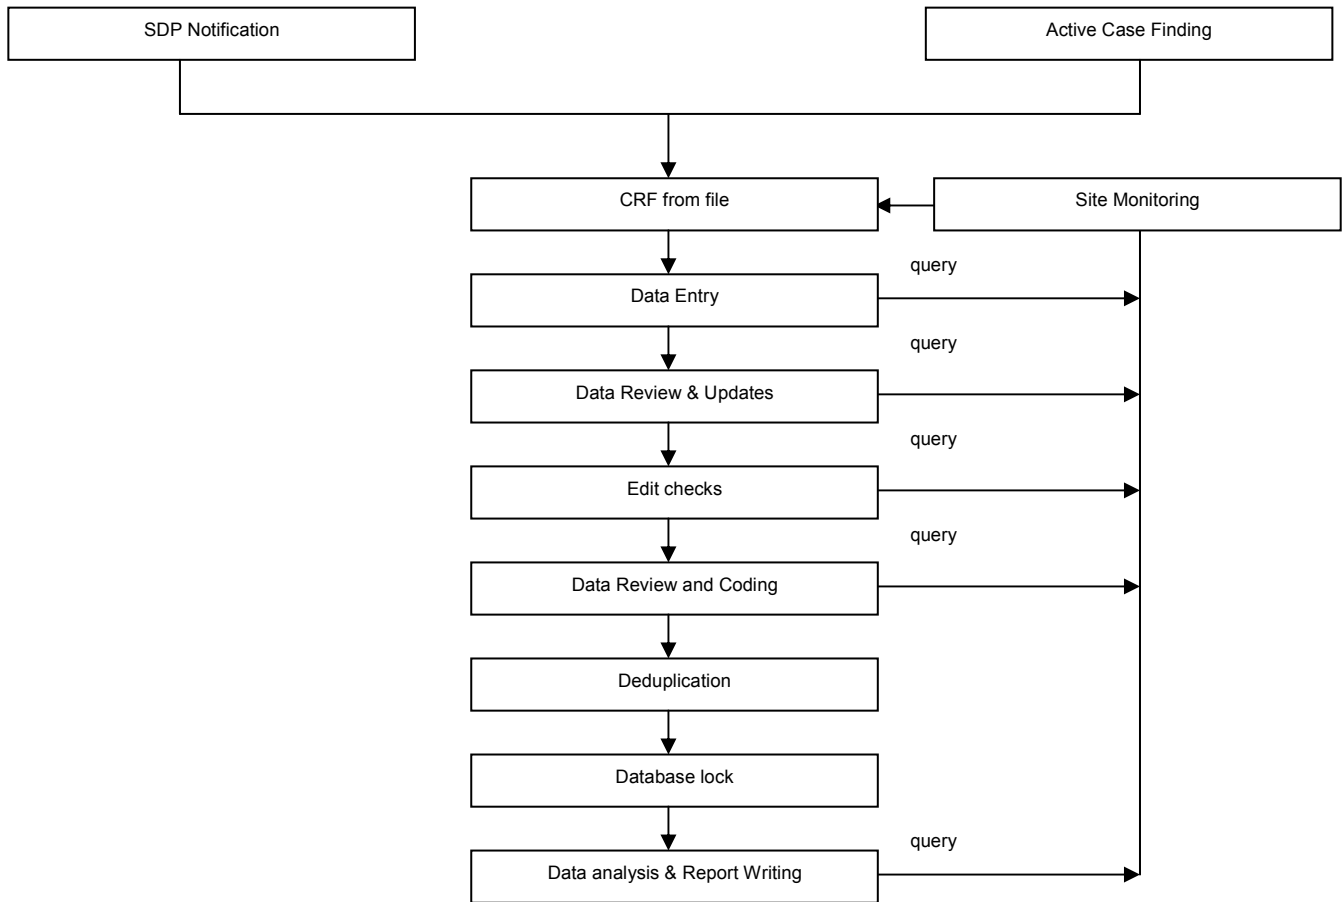 SDP Notification
Active Case Finding
CRF from file
Site Monitoring
query
Data Entry
query
Data Review & Updates
query
Edit checks
query
Data Review and Coding
Deduplication
Database lock
query
Data analysis & Report Writing